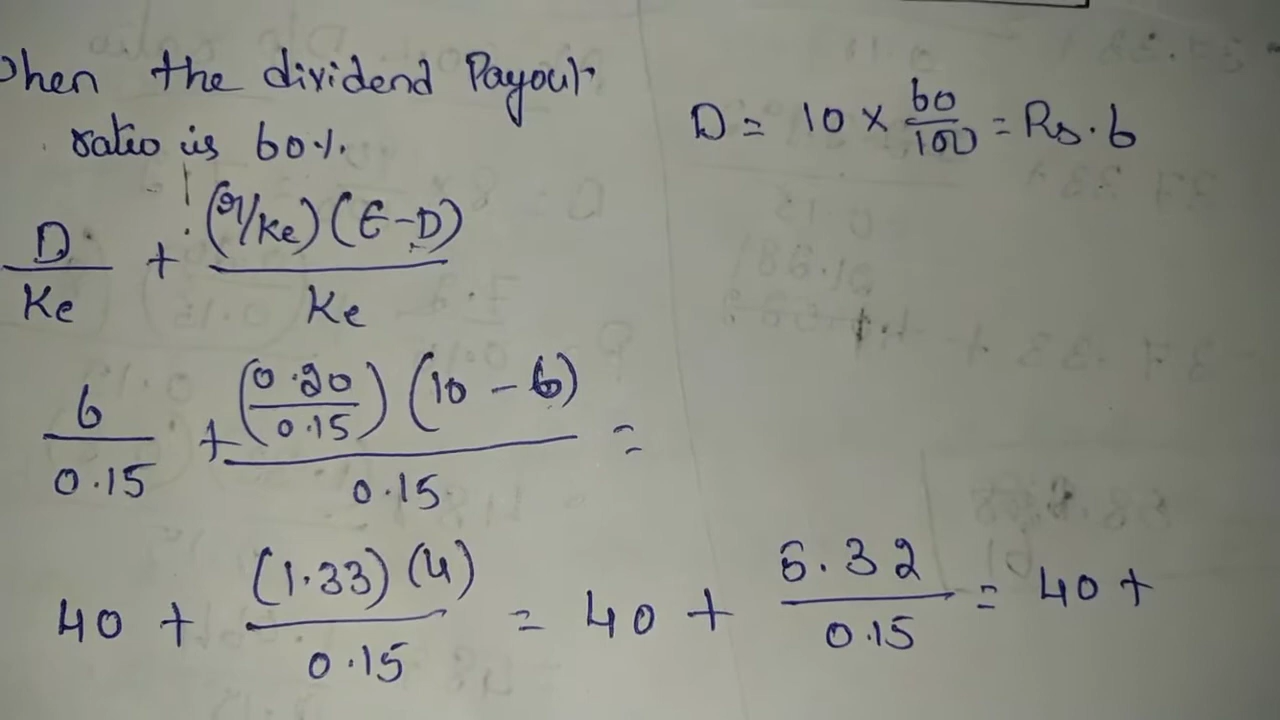 When the dividend Payout
ratio is 60%.
D = 10 × 60/100 = Rs. 6
D/Ke + (r/Ke)(E-D)/Ke
6/0.15 + (0.20/0.15)(10 - 6)/0.15 =
40 + (1.33)(4)/0.15 = 40 + 5.32/0.15 = 40 +